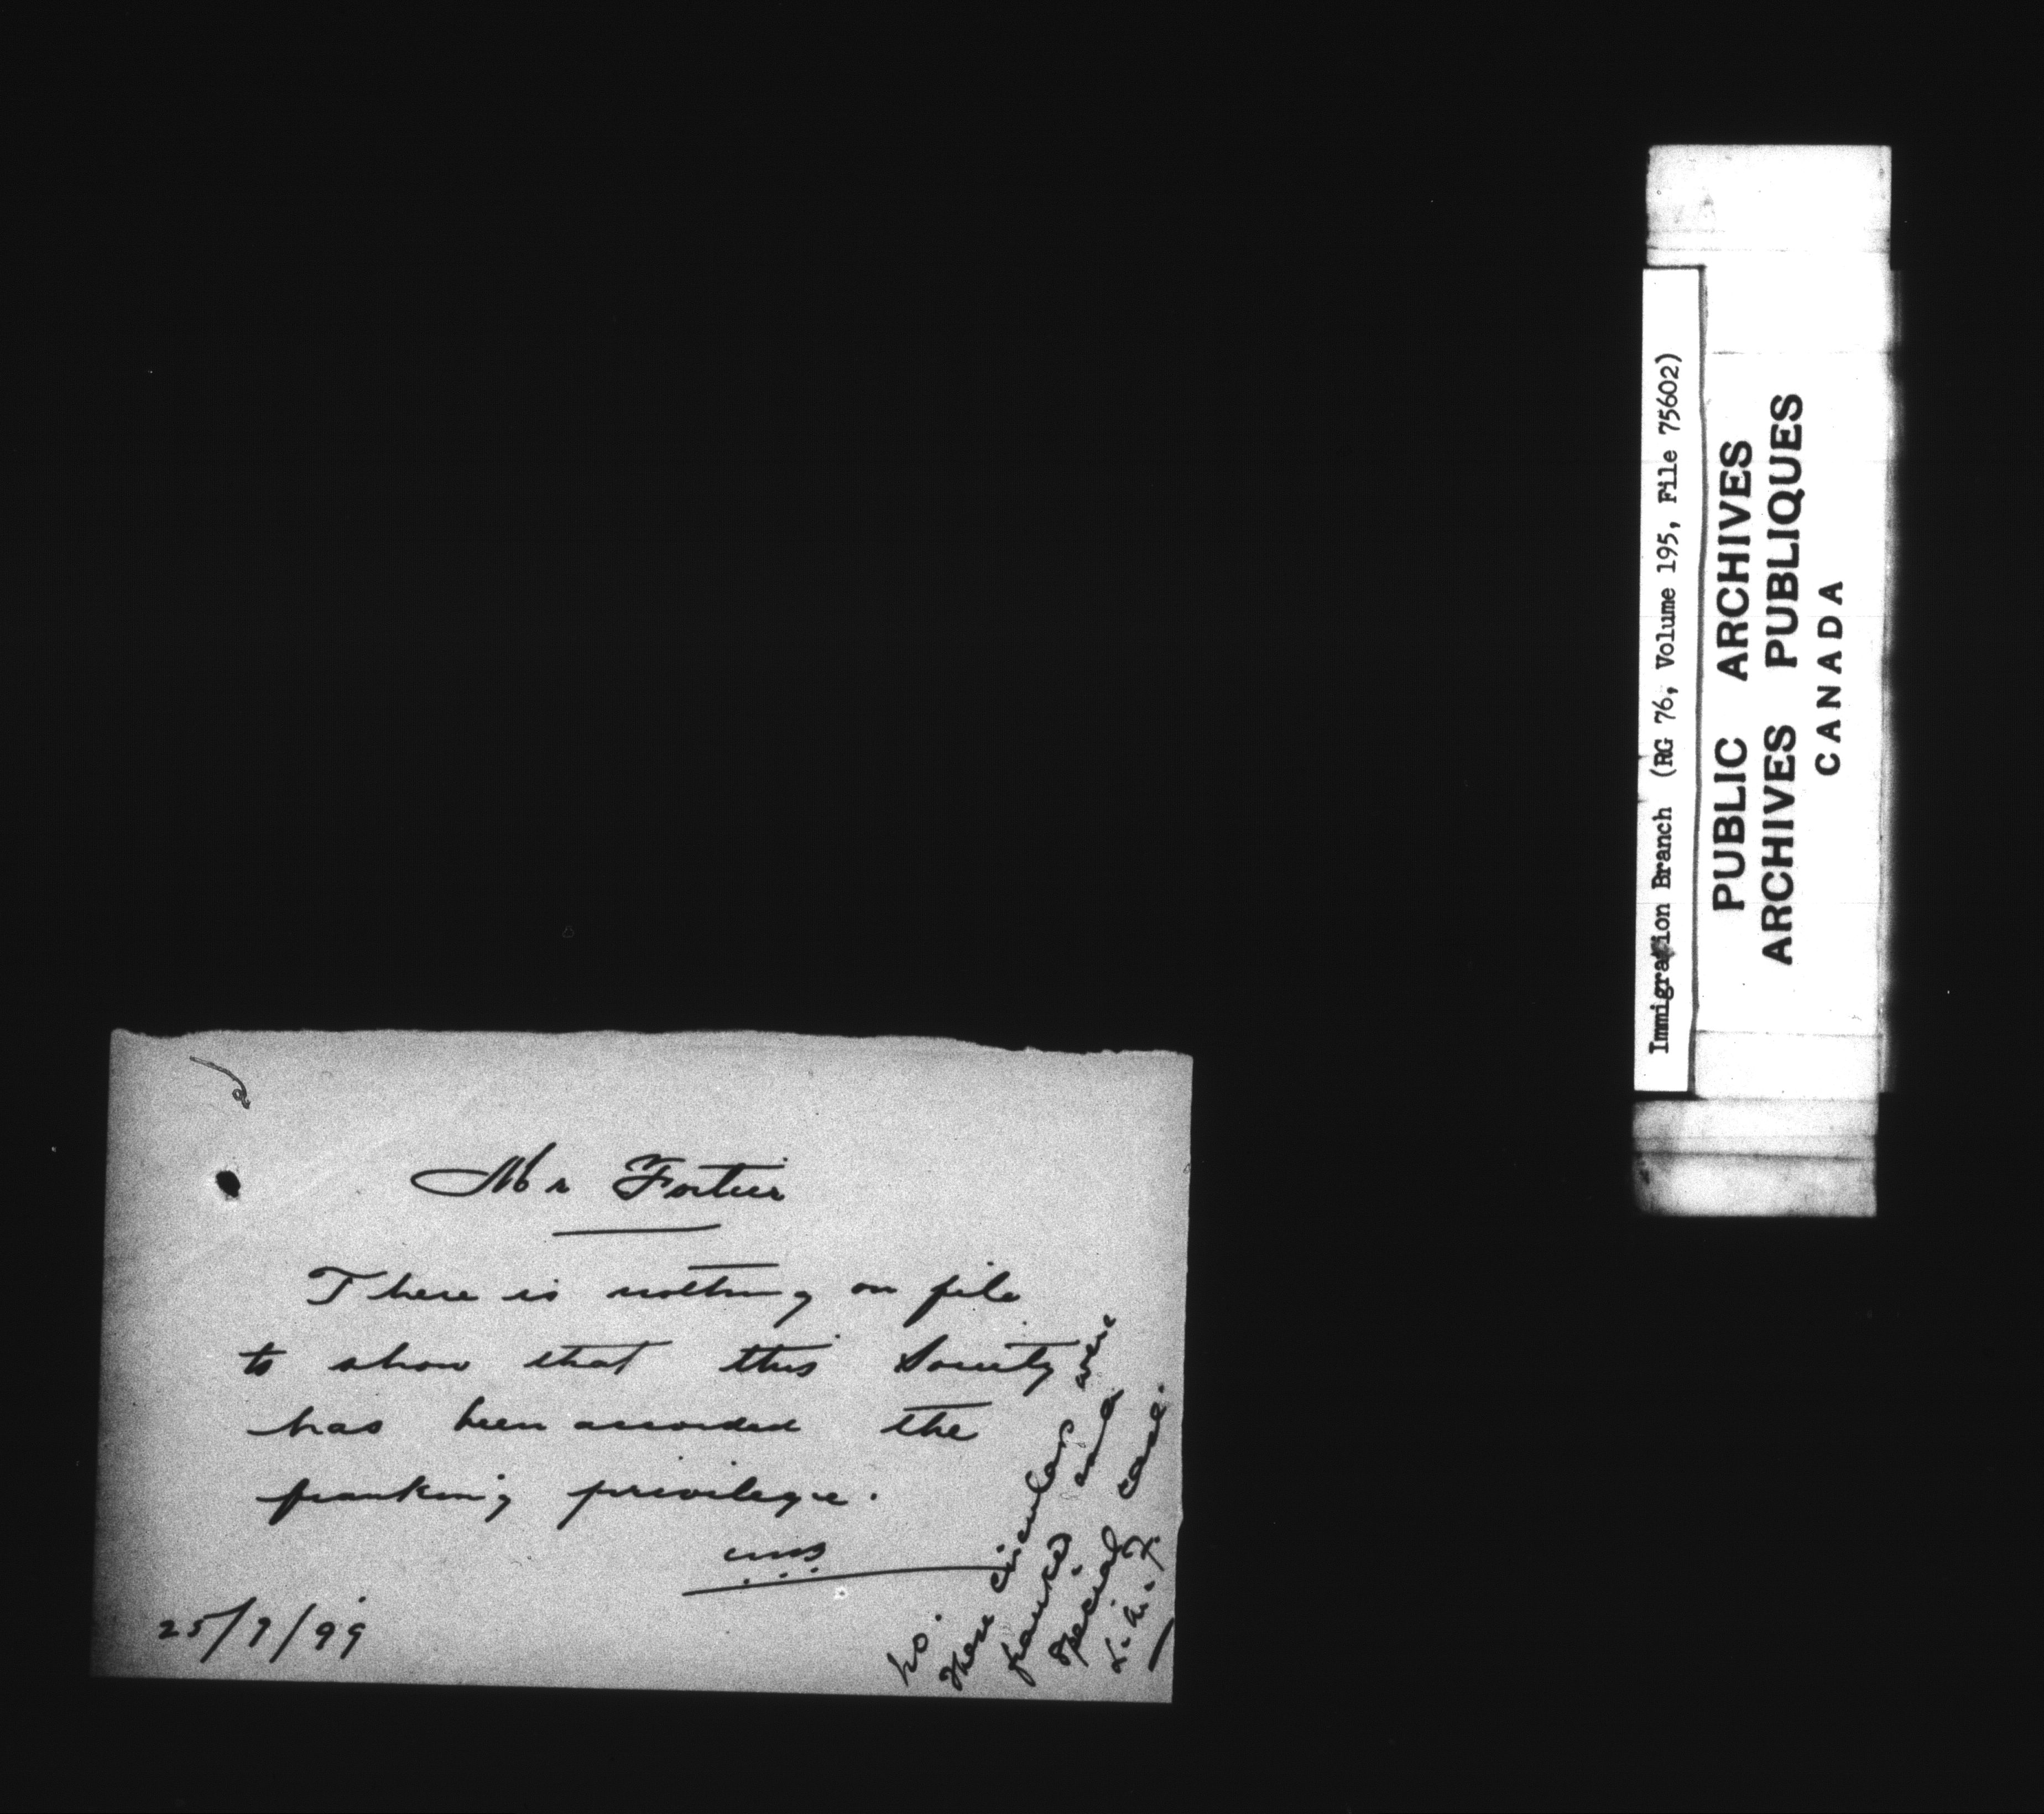 Mr Fortier
There is nothing on file
to show that this Society
has been accorded the
franking privilege.
25/9/99
No.
These circulars were
franked and
special case.
Immigration Branch (RG 76, Volume 195, File 75602)
PUBLIC ARCHIVES
ARCHIVES PUBLIQUES
CANADA